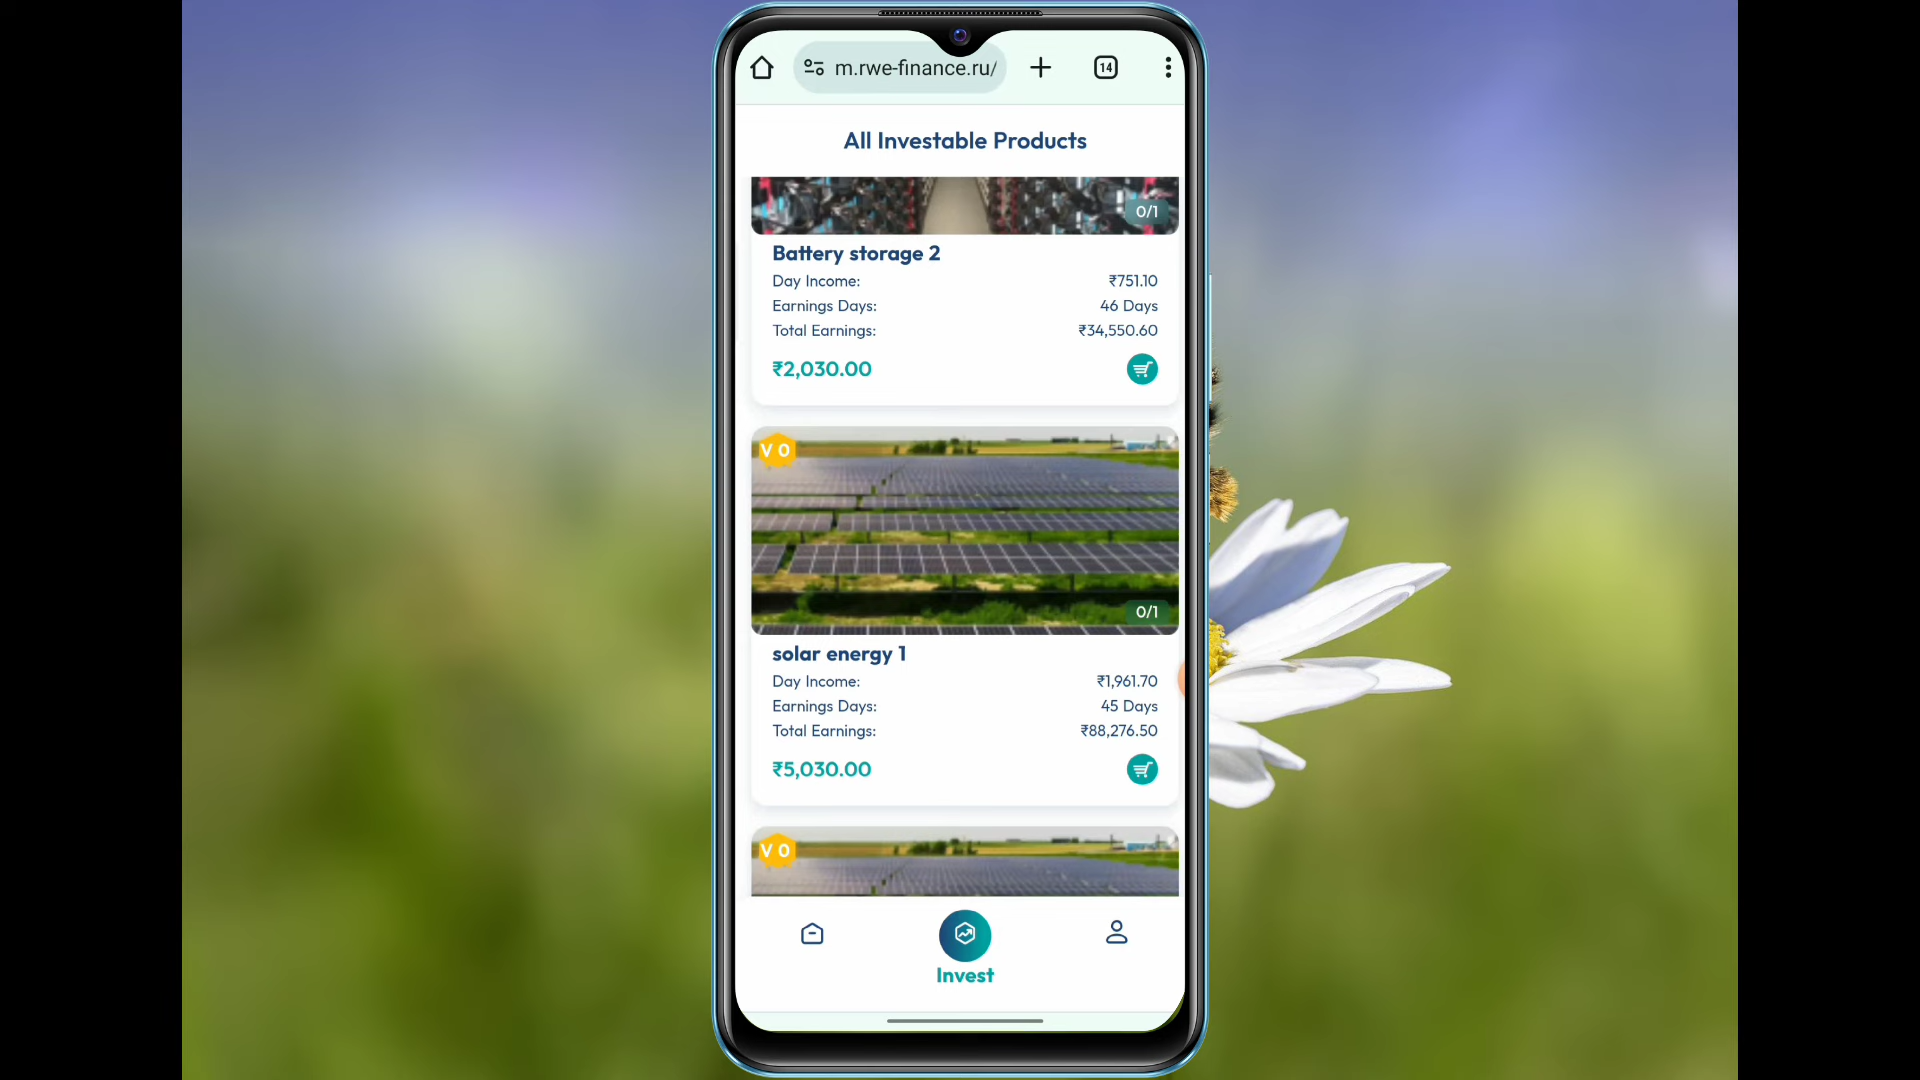 m.rwe-finance.ru/
14
All Investable Products
0/1
Battery storage 2
Day Income: ₹751.10
Earnings Days: 46 Days
Total Earnings: ₹34,550.60
₹2,030.00
V 0
0/1
solar energy 1
Day Income: ₹1,961.70
Earnings Days: 45 Days
Total Earnings: ₹88,276.50
₹5,030.00
V 0
Invest